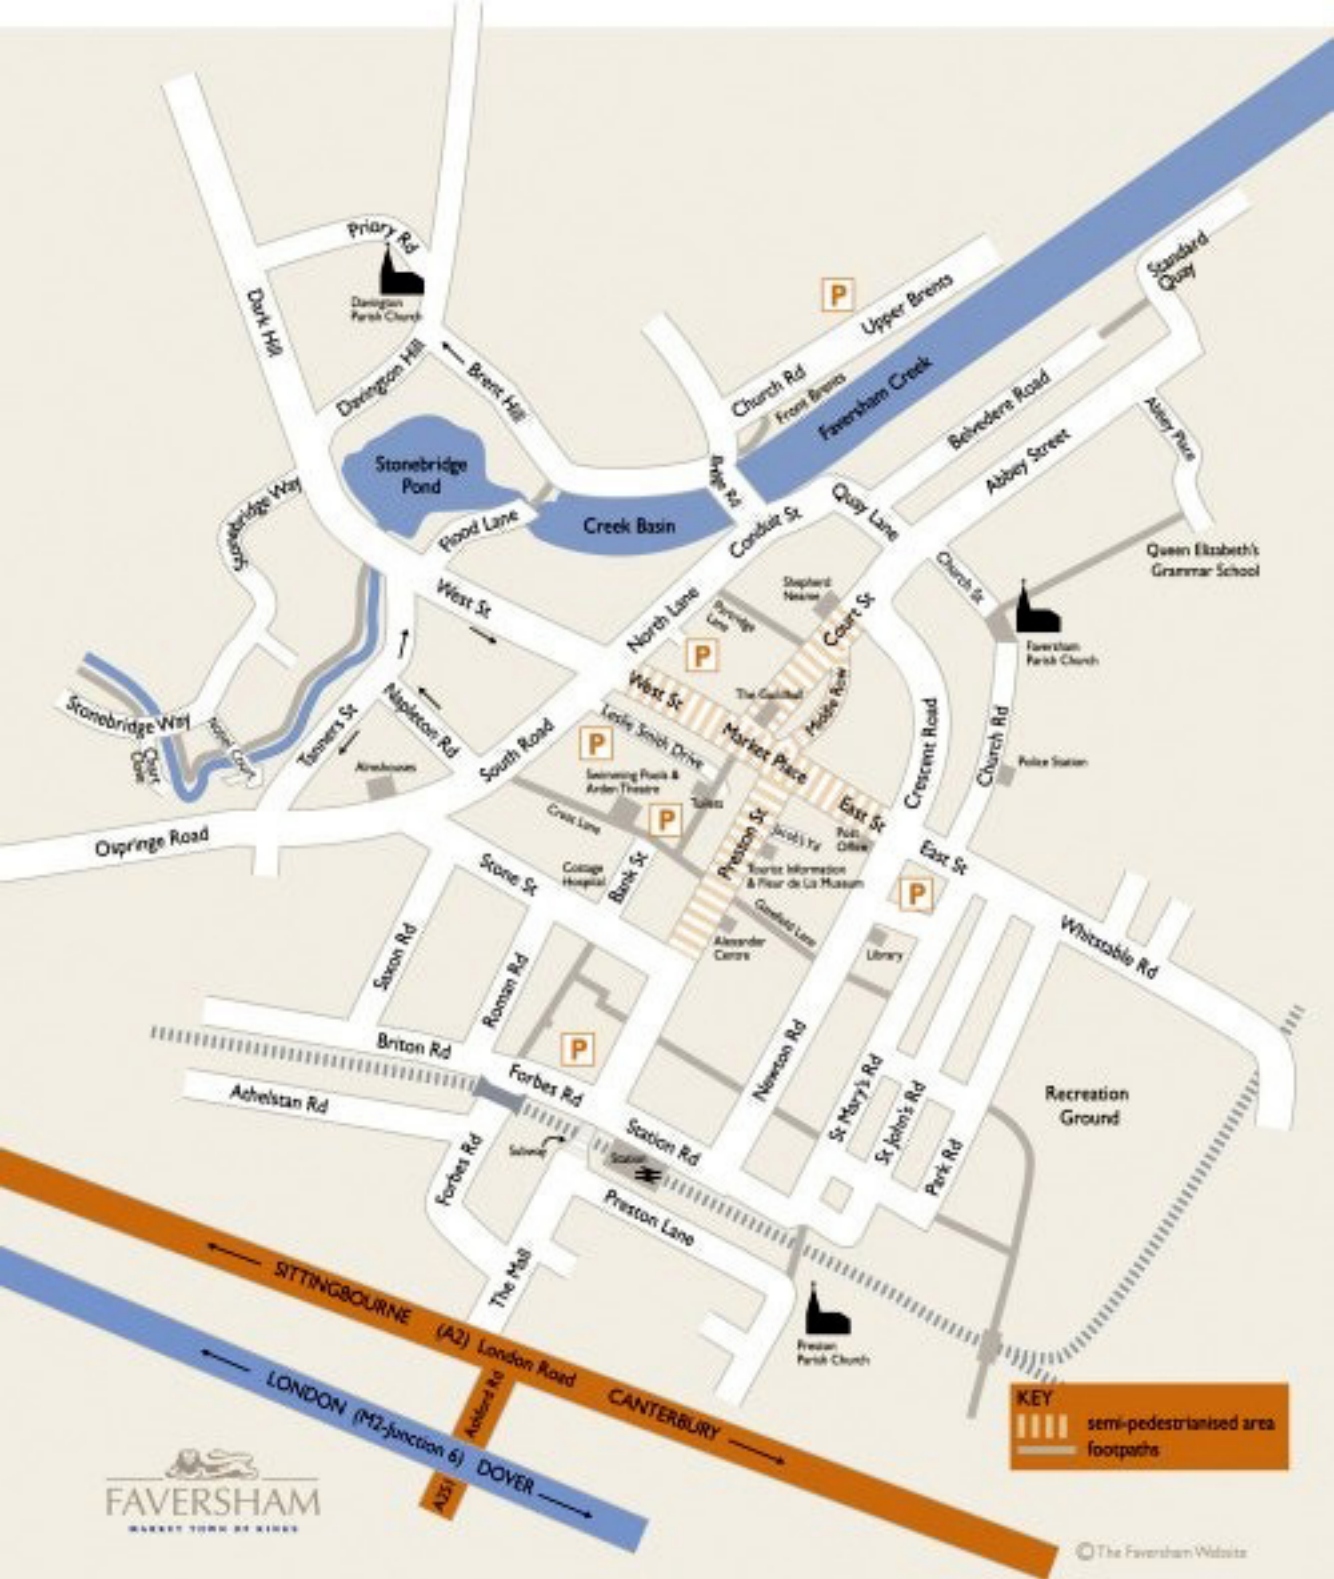 Priory Rd
Davington
Parish Church
Dark Hill
Davington Hill
Brent Hill
P
Upper Brents
Church Rd
Front Brents
Faversham Creek
Standard
Quay
Belvedere Road
Abbey Street
Abbey Place
Stonebridge
Pond
Bridge Rd
Quay Lane
Stonebridge Way
Flood Lane
Creek Basin
Conduit St
Queen Elizabeth's
Grammar School
Church St
West St
North Lane
Shepherd
Neame
Partridge
Lane
Court St
Faversham
Parish Church
P
West St
The Guildhall
Middle Row
Stonebridge Way
Chart
Close
Nobel Court
Tanners St
Napleton Rd
South Road
Leslie Smith Drive
P
Market Place
Crescent Road
Church Rd
Police Station
Almshouses
Swimming Pools &
Arden Theatre
Toilets
Cross Lane
P
East St
Post
Office
Jacob's Yd
Preston St
Ospringe Road
Stone St
Cottage
Hospital
Bank St
Tourist Information
& Fleur de Lis Museum
East St
P
Gatefield Lane
Alexander
Centre
Library
Whitstable Rd
Saxon Rd
Roman Rd
Briton Rd
P
Forbes Rd
Newton Rd
St Mary's Rd
St John's Rd
Park Rd
Recreation
Ground
Athelstan Rd
Forbes Rd
Subway
Station
Station Rd
Preston Lane
The Mall
Preston
Parish Church
SITTINGBOURNE (A2) London Road CANTERBURY
Ashford Rd
A251
LONDON (M2-Junction 6) DOVER
KEY
semi-pedestrianised area
footpaths
FAVERSHAM
MARKET TOWN OF KINGS
© The Faversham Website